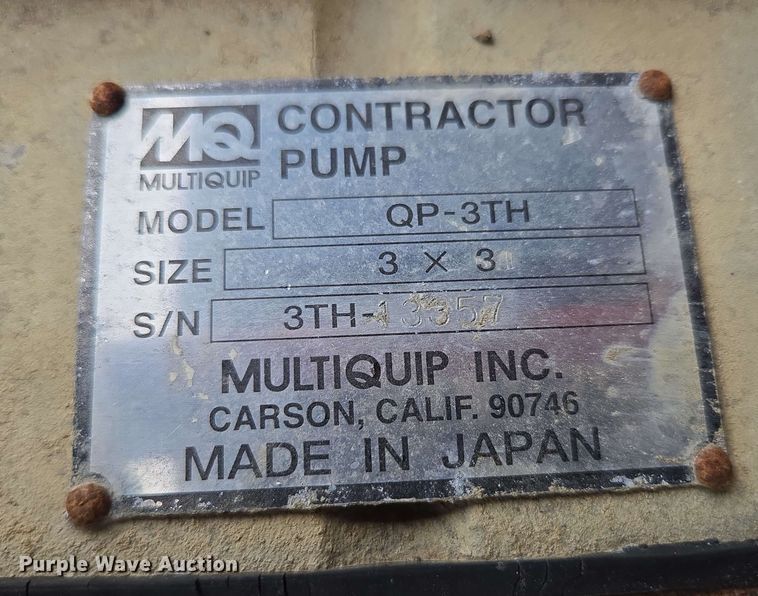 MQ CONTRACTOR
MULTIQUIP PUMP
MODEL QP-3TH
SIZE 3 X 3
S/N 3TH-13357
MULTIQUIP INC.
CARSON, CALIF. 90746
MADE IN JAPAN
Purple Wave Auction